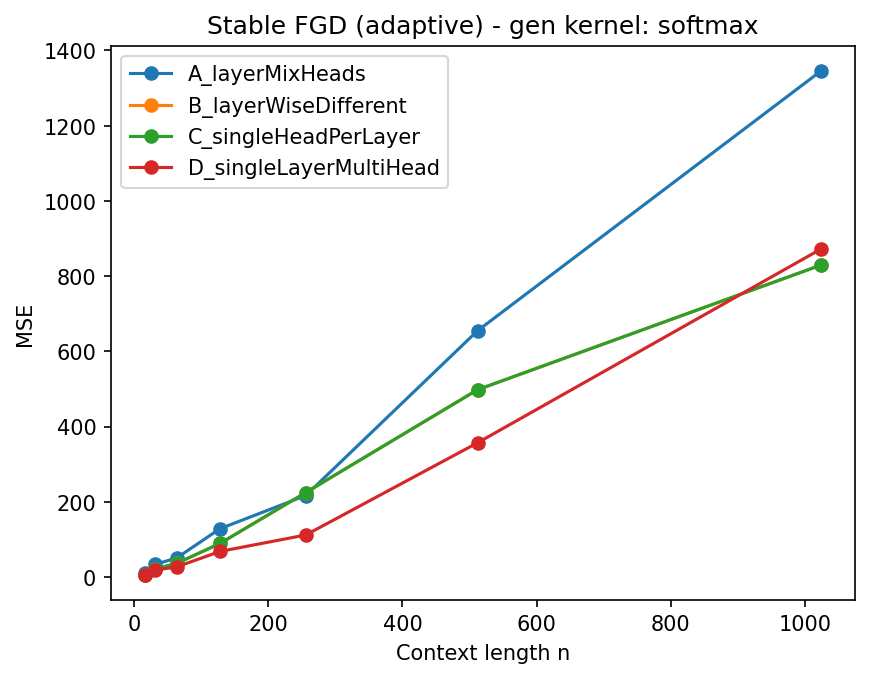 Stable FGD (adaptive) - gen kernel: softmax
1400
1200
1000
800
600
400
200
0
MSE
A_layerMixHeads
B_layerWiseDifferent
C_singleHeadPerLayer
D_singleLayerMultiHead
0 200 400 600 800 1000
Context length n